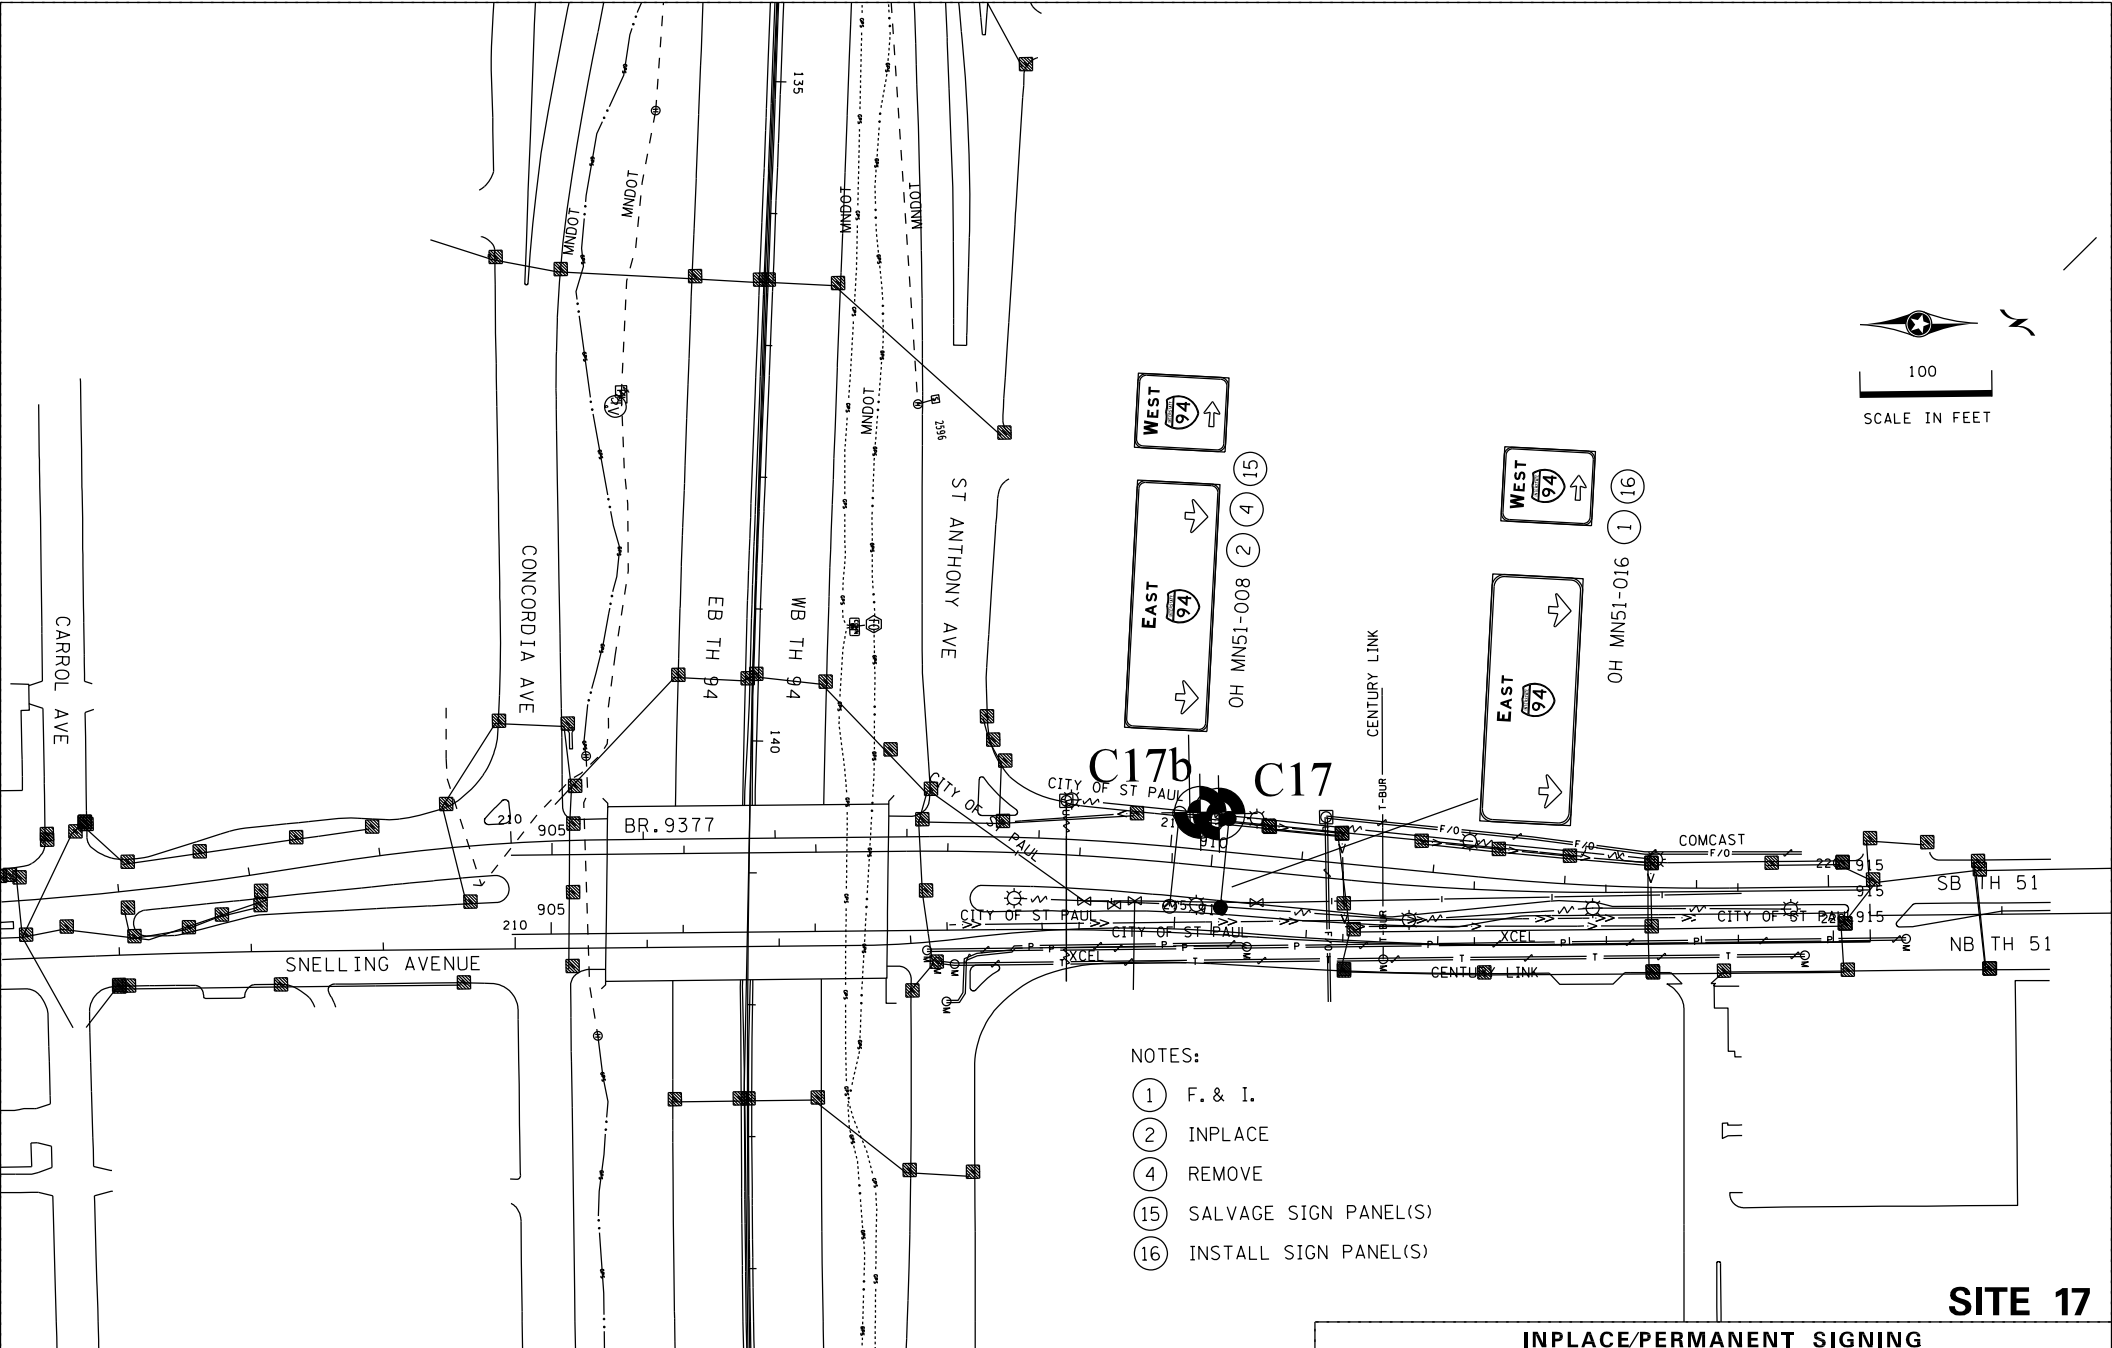 135
MNDOT
MNDOT
MNDOT
MNDOT
MNDOT
100
SCALE IN FEET
WEST
94
15
4
2
OH MN51-008
EAST
94
WEST
94
16
1
OH MN51-016
EAST
94
2596
ST ANTHONY AVE
CONCORDIA AVE
CARROL AVE
EB TH 94
WB TH 94
140
CENTURY LINK
T-BUR
C17b
C17
CITY OF ST PAUL
CITY OF ST PAUL
BR.9377
210
905
905
210
910
F/O
COMCAST
F/O
915
915
915
SB TH 51
NB TH 51
CITY OF ST PAUL
CITY OF ST PAUL
CITY OF ST PAUL
F/O
T-BUR
XCEL
XCEL
CENTURY LINK
SNELLING AVENUE
NOTES:
1 F. & I.
2 INPLACE
4 REMOVE
15 SALVAGE SIGN PANEL(S)
16 INSTALL SIGN PANEL(S)
SITE 17
INPLACE/PERMANENT SIGNING